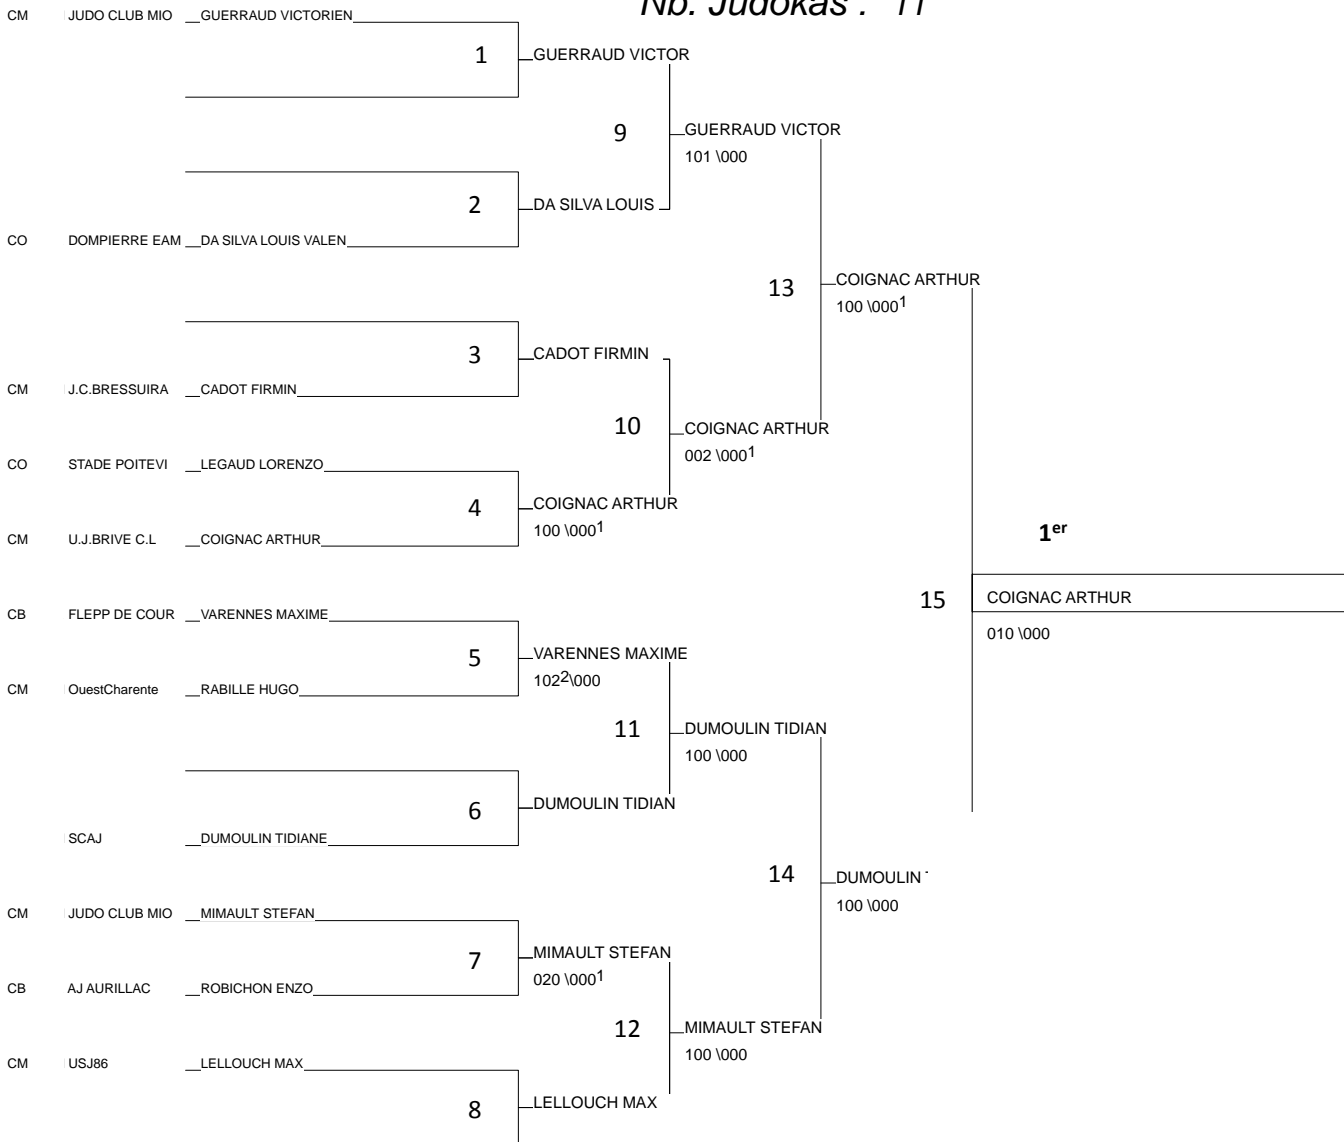 Nb. Judokas : 11
CM JUDO CLUB MIO GUERRAUD VICTORIEN
1 GUERRAUD VICTOR
9 GUERRAUD VICTOR
101 \000
2 DA SILVA LOUIS
CO DOMPIERRE EAM DA SILVA LOUIS VALEN
13 COIGNAC ARTHUR
100 \000¹
3 CADOT FIRMIN
CM J.C.BRESSUIRA CADOT FIRMIN
10 COIGNAC ARTHUR
002 \000¹
CO STADE POITEVI LEGAUD LORENZO
4 COIGNAC ARTHUR
100 \000¹
CM U.J.BRIVE C.L COIGNAC ARTHUR
1er
15 COIGNAC ARTHUR
010 \000
CB FLEPP DE COUR VARENNES MAXIME
5 VARENNES MAXIME
102²\000
CM OuestCharente RABILLE HUGO
11 DUMOULIN TIDIAN
100 \000
6 DUMOULIN TIDIAN
SCAJ DUMOULIN TIDIANE
14 DUMOULIN
100 \000
CM JUDO CLUB MIO MIMAULT STEFAN
7 MIMAULT STEFAN
020 \000¹
CB AJ AURILLAC ROBICHON ENZO
12 MIMAULT STEFAN
100 \000
CM USJ86 LELLOUCH MAX
8 LELLOUCH MAX